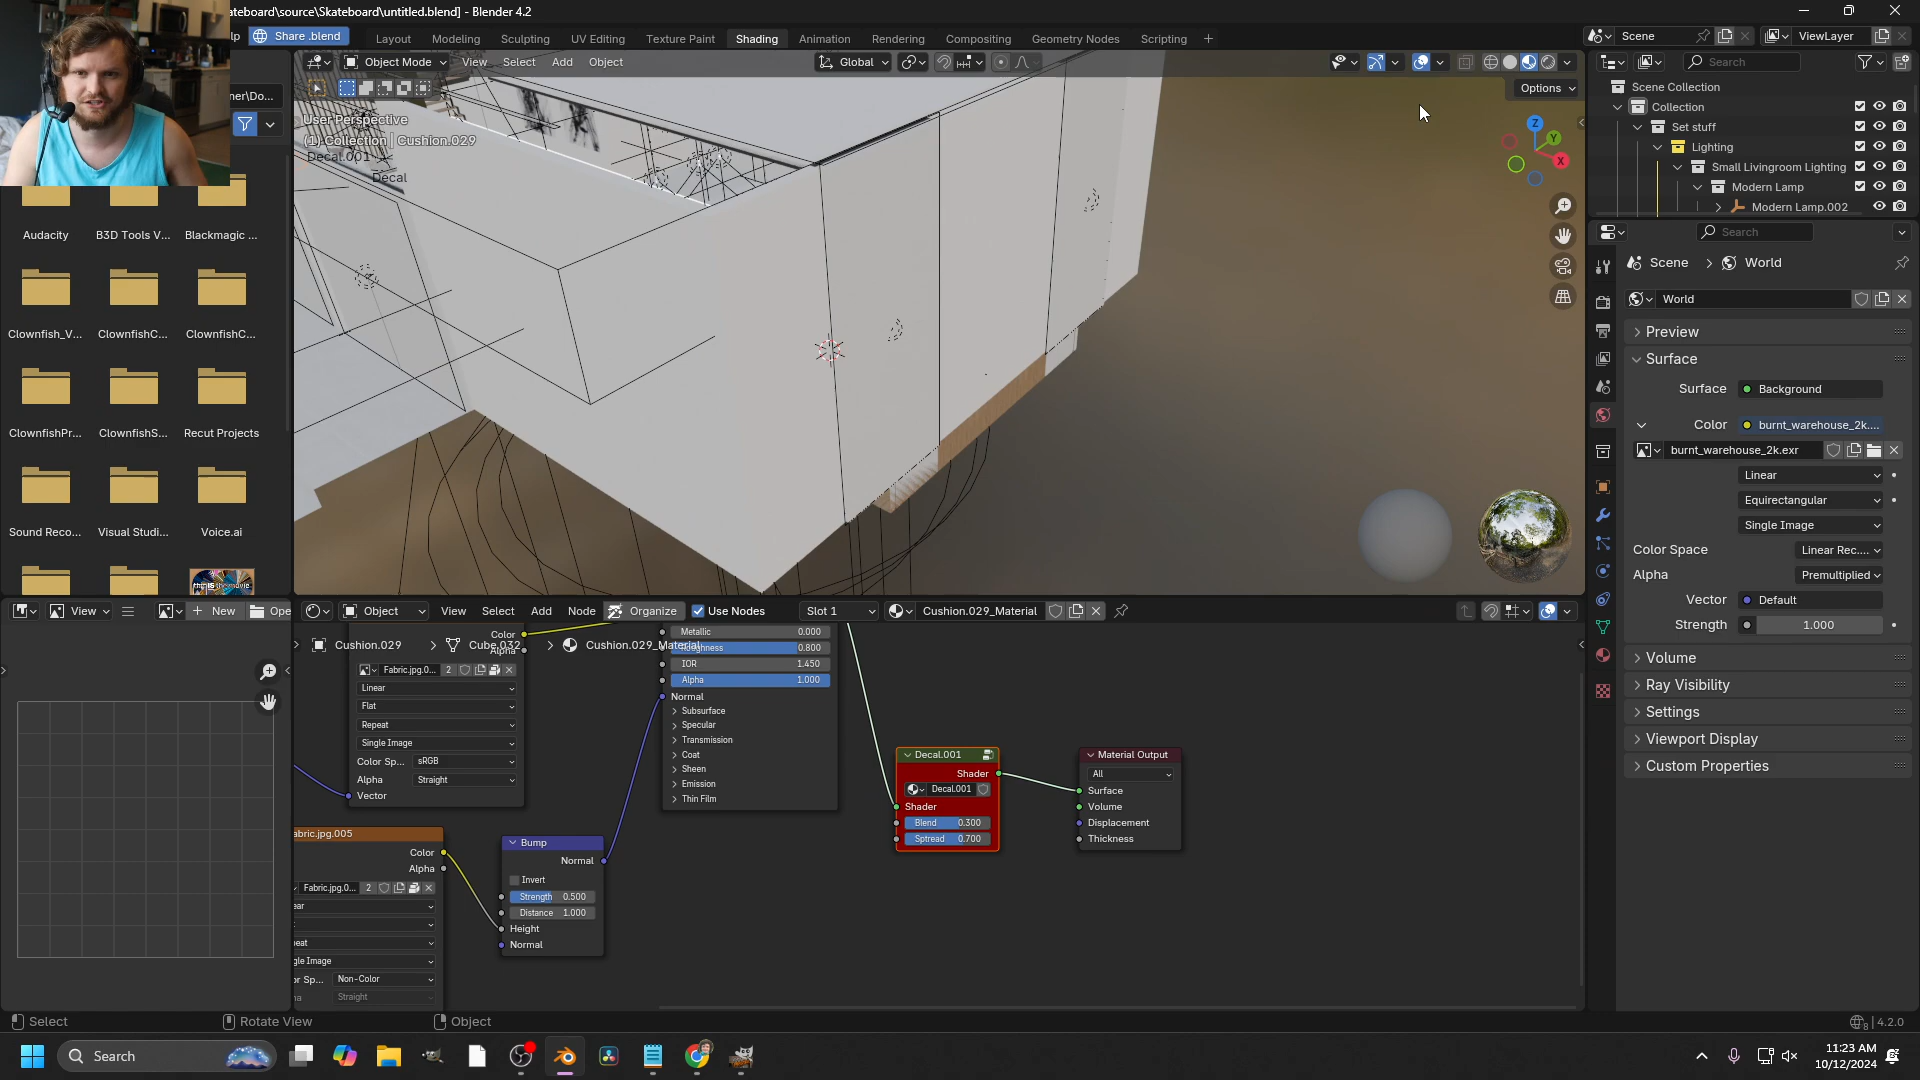 ateboard\source\Skateboard\untitled.blend] - Blender 4.2
lp Share .blend Layout Modeling Sculpting UV Editing Texture Paint Shading Animation Rendering Compositing Geometry Nodes Scripting + Scene ViewLayer
Object Mode View Select Add Object Global Search
ner\Do... Options
User Perspective
(1) Collection | Cushion.029
Decal.001
Decal
Z
Y
X
Scene Collection
Collection
Set stuff
Lighting
Small Livingroom Lighting
Modern Lamp
Modern Lamp.002
Search
Scene > World
World
Preview
Surface
Surface Background
Color burnt_warehouse_2k....
burnt_warehouse_2k.exr
Linear
Equirectangular
Single Image
Color Space Linear Rec....
Alpha Premultiplied
Vector Default
Strength 1.000
Volume
Ray Visibility
Settings
Viewport Display
Custom Properties
Audacity B3D Tools V... Blackmagic ...
Clownfish_V... ClownfishC... ClownfishC...
ClownfishPr... ClownfishS... Recut Projects
Sound Reco... Visual Studi... Voice.ai
View + New Ope
Object View Select Add Node Organize Use Nodes Slot 1 Cushion.029_Material
Cushion.029 > Cube.032 > Cushion.029_Material
Color
Alpha
Fabric.jpg.0... 2
Linear
Flat
Repeat
Single Image
Color Sp... sRGB
Alpha Straight
Vector
Metallic 0.000
Roughness 0.800
IOR 1.450
Alpha 1.000
Normal
Subsurface
Specular
Transmission
Coat
Sheen
Emission
Thin Film
abric.jpg.005
Color
Alpha
Fabric.jpg.0... 2
ear
eat
gle Image
or Sp... Non-Color
ha Straight
Bump
Normal
Invert
Strength 0.500
Distance 1.000
Height
Normal
Decal.001
Shader
Decal.001
Shader
Blend 0.300
Spread 0.700
Material Output
All
Surface
Volume
Displacement
Thickness
Select Rotate View Object 4.2.0
Search
11:23 AM
10/12/2024